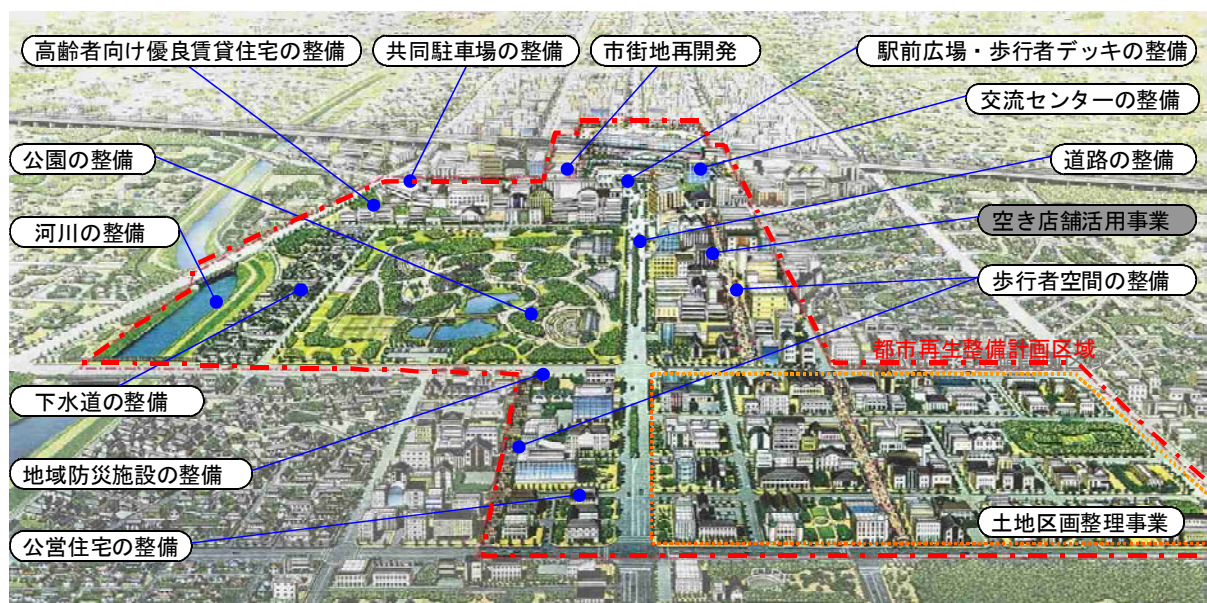 高齢者向け優良賃貸住宅の整備
共同駐車場の整備
市街地再開発
駅前広場・歩行者デッキの整備
交流センターの整備
公園の整備
道路の整備
河川の整備
空き店舗活用事業
歩行者空間の整備
都市再生整備計画区域
下水道の整備
地域防災施設の整備
土地区画整理事業
公営住宅の整備